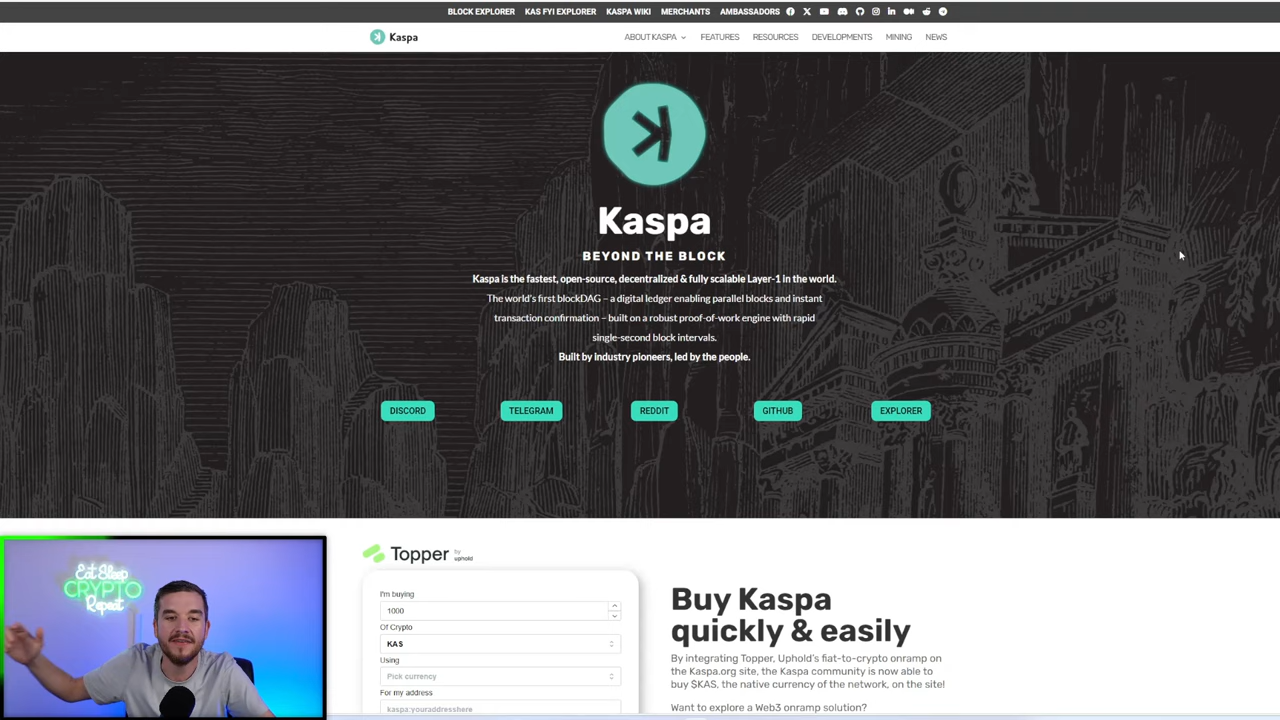 BLOCK EXPLORER KAS FYI EXPLORER KASPA WIKI MERCHANTS AMBASSADORS
Kaspa
ABOUT KASPA FEATURES RESOURCES DEVELOPMENTS MINING NEWS
Kaspa
BEYOND THE BLOCK
Kaspa is the fastest, open-source, decentralized & fully scalable Layer-1 in the world.
The world's first blockDAG – a digital ledger enabling parallel blocks and instant
transaction confirmation – built on a robust proof-of-work engine with rapid
single-second block intervals.
Built by industry pioneers, led by the people.
DISCORD TELEGRAM REDDIT GITHUB EXPLORER
Topper by uphold
I'm buying
1000
Of Crypto
KAS
Using
Pick currency
For my address
kaspa:youraddresshere
Buy Kaspa
quickly & easily
By integrating Topper, Uphold's fiat-to-crypto onramp on
the Kaspa.org site, the Kaspa community is now able to
buy $KAS, the native currency of the network, on the site!
Want to explore a Web3 onramp solution?
Eat Sleep
CRYPTO
Repeat